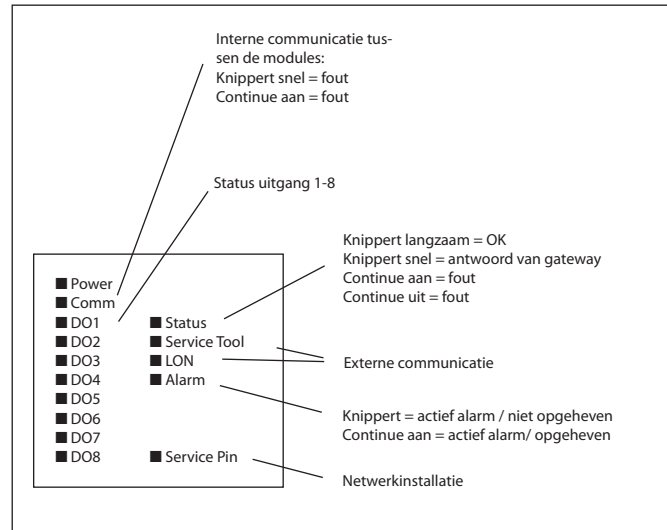 Interne communicatie tus-
sen de modules:
Knippert snel = fout
Continue aan = fout
Status uitgang 1-8
Knippert langzaam = OK
Knippert snel = antwoord van gateway
Continue aan = fout
Continue uit = fout
Power
Comm
DO1
DO2
DO3
DO4
DO5
DO6
DO7
DO8
Status
Service Tool
LON
Alarm
Service Pin
Externe communicatie
Knippert = actief alarm / niet opgeheven
Continue aan = actief alarm/ opgeheven
Netwerkinstallatie